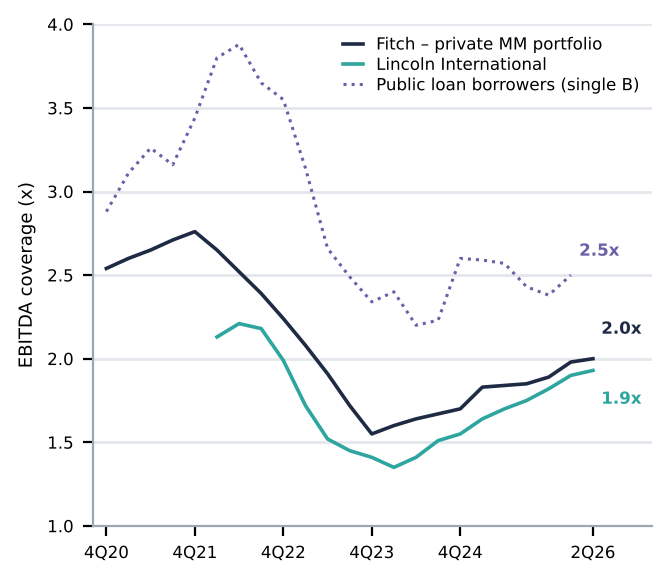 4.0
3.5
3.0
2.5
2.0
1.5
1.0
EBITDA coverage (x)
Fitch – private MM portfolio
Lincoln International
Public loan borrowers (single B)
2.5x
2.0x
1.9x
4Q20 4Q21 4Q22 4Q23 4Q24 2Q26